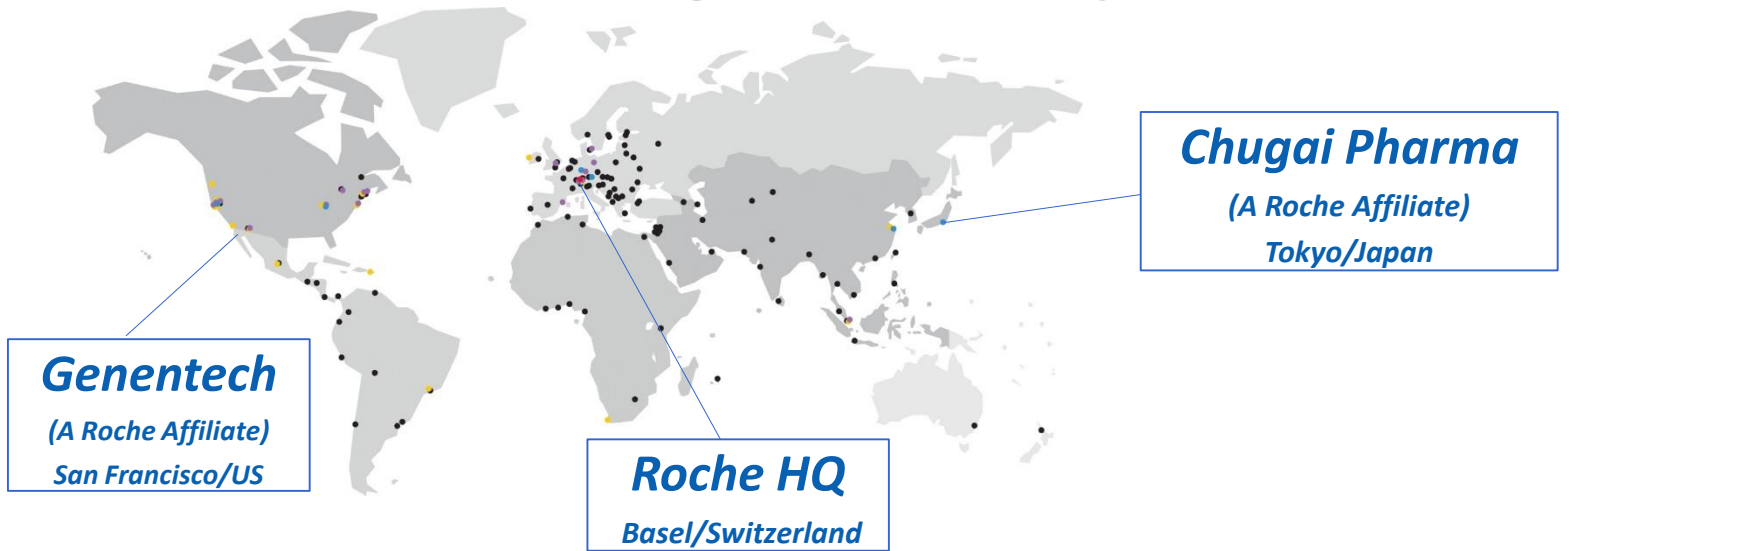 Chugai Pharma
(A Roche Affiliate)
Tokyo/Japan
Genentech
(A Roche Affiliate)
San Francisco/US
Roche HQ
Basel/Switzerland